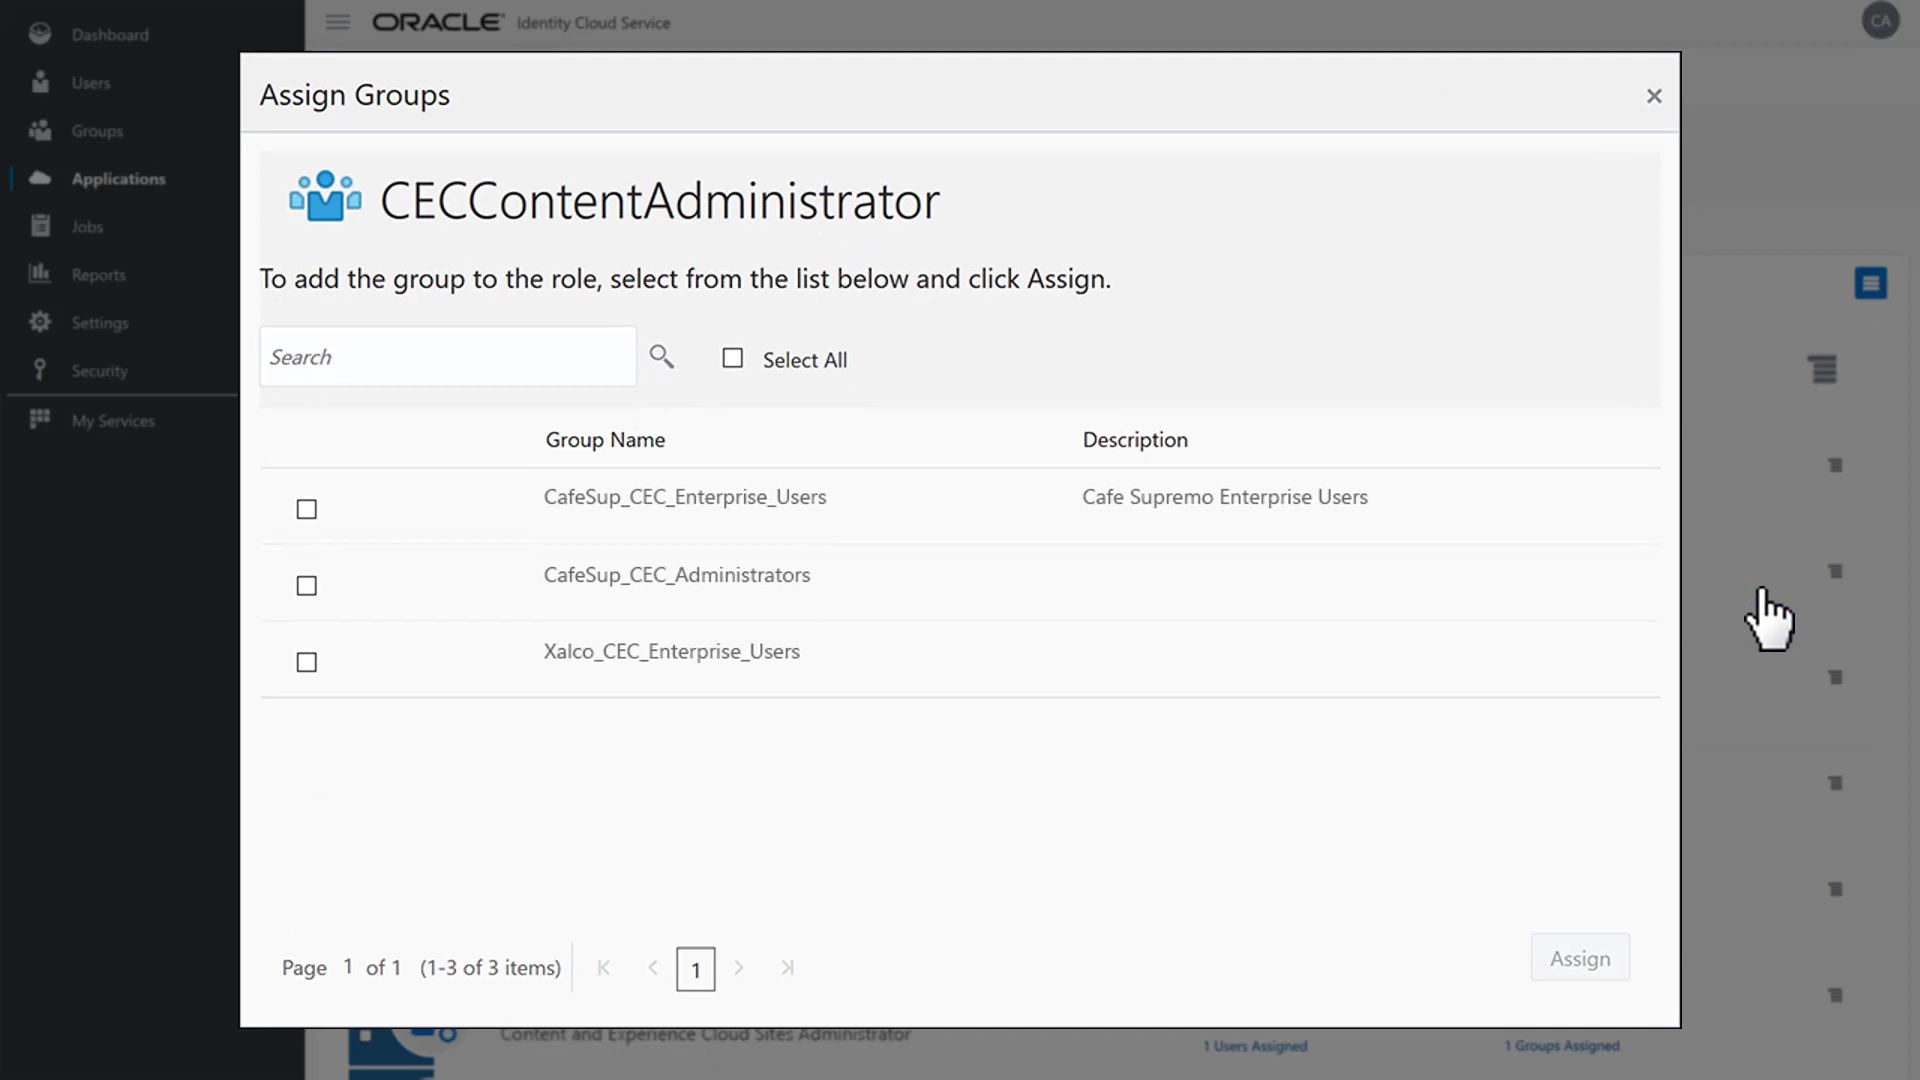 Dashboard
Users
Groups
Applications
Jobs
Reports
Settings
Security
My Services
ORACLE Identity Cloud Service
CA
Assign Groups
CECContentAdministrator
To add the group to the role, select from the list below and click Assign.
Search
Select All
Group Name Description
CafeSup_CEC_Enterprise_Users Cafe Supremo Enterprise Users
CafeSup_CEC_Administrators
Xalco_CEC_Enterprise_Users
Page 1 of 1 (1-3 of 3 items) 1
Assign
Content and Experience Cloud Sites Administrator
1 Users Assigned 1 Groups Assigned